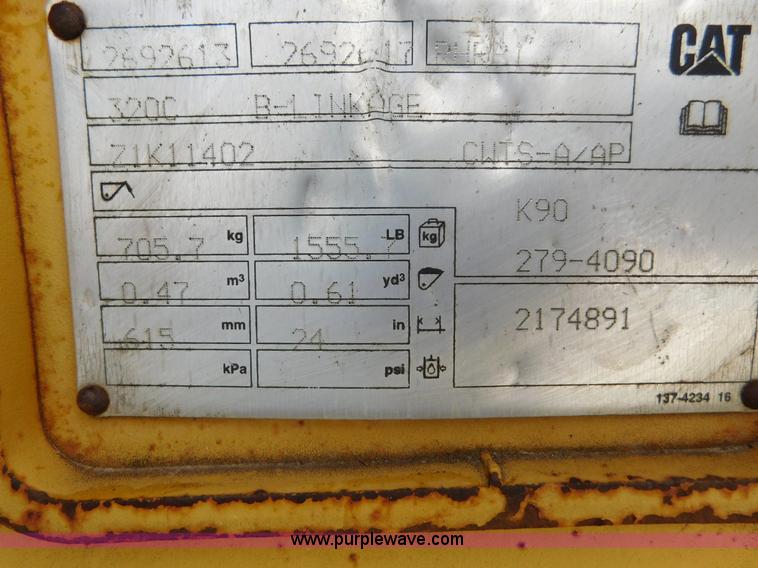 2692613 2692617
CAT
320C B-LINKAGE
Z1K11402 CWTS-A/AP
K90
705.7 kg 1555.7 LB kg
279-4090
0.47 m³ 0.61 yd³
615 mm 24 in
2174891
kPa psi
137-4234 16
www.purplewave.com